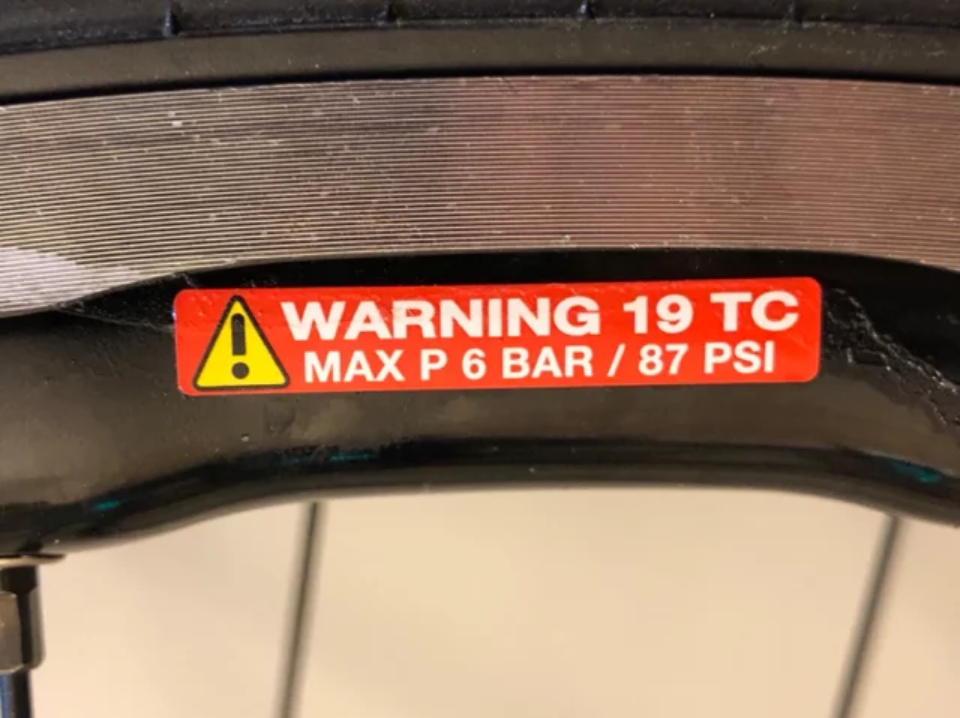 WARNING 19 TC
MAX P 6 BAR / 87 PSI